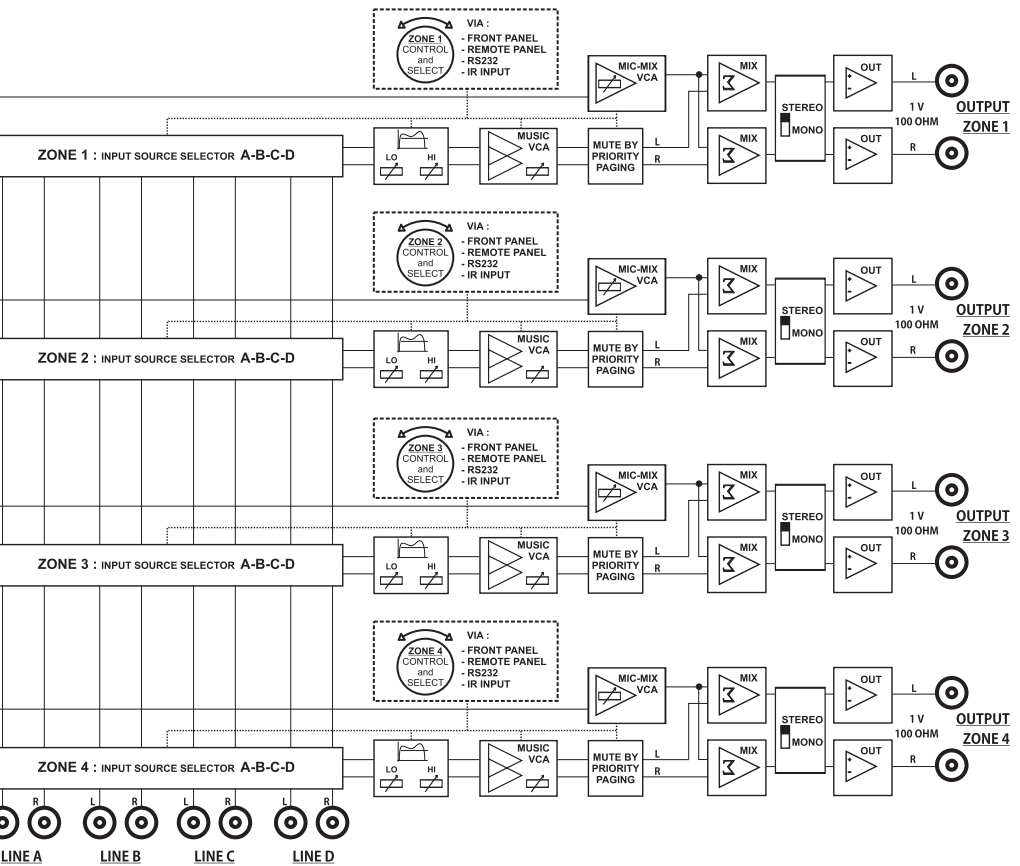 VIA :
ZONE 1
CONTROL
and
SELECT
- FRONT PANEL
- REMOTE PANEL
- RS232
- IR INPUT
MIC-MIX
VCA
MIX
OUT
L
STEREO
MONO
1 V
100 OHM
OUTPUT
ZONE 1
ZONE 1 : INPUT SOURCE SELECTOR A-B-C-D
LO HI
MUSIC
VCA
MUTE BY
PRIORITY
PAGING
L
R
MIX
OUT
R
VIA :
ZONE 2
CONTROL
and
SELECT
- FRONT PANEL
- REMOTE PANEL
- RS232
- IR INPUT
MIC-MIX
VCA
MIX
OUT
L
STEREO
MONO
1 V
100 OHM
OUTPUT
ZONE 2
ZONE 2 : INPUT SOURCE SELECTOR A-B-C-D
LO HI
MUSIC
VCA
MUTE BY
PRIORITY
PAGING
L
R
MIX
OUT
R
VIA :
ZONE 3
CONTROL
and
SELECT
- FRONT PANEL
- REMOTE PANEL
- RS232
- IR INPUT
MIC-MIX
VCA
MIX
OUT
L
STEREO
MONO
1 V
100 OHM
OUTPUT
ZONE 3
ZONE 3 : INPUT SOURCE SELECTOR A-B-C-D
LO HI
MUSIC
VCA
MUTE BY
PRIORITY
PAGING
L
R
MIX
OUT
R
VIA :
ZONE 4
CONTROL
and
SELECT
- FRONT PANEL
- REMOTE PANEL
- RS232
- IR INPUT
MIC-MIX
VCA
MIX
OUT
L
STEREO
MONO
1 V
100 OHM
OUTPUT
ZONE 4
ZONE 4 : INPUT SOURCE SELECTOR A-B-C-D
LO HI
MUSIC
VCA
MUTE BY
PRIORITY
PAGING
L
R
MIX
OUT
R
R L R L R L R
LINE A LINE B LINE C LINE D